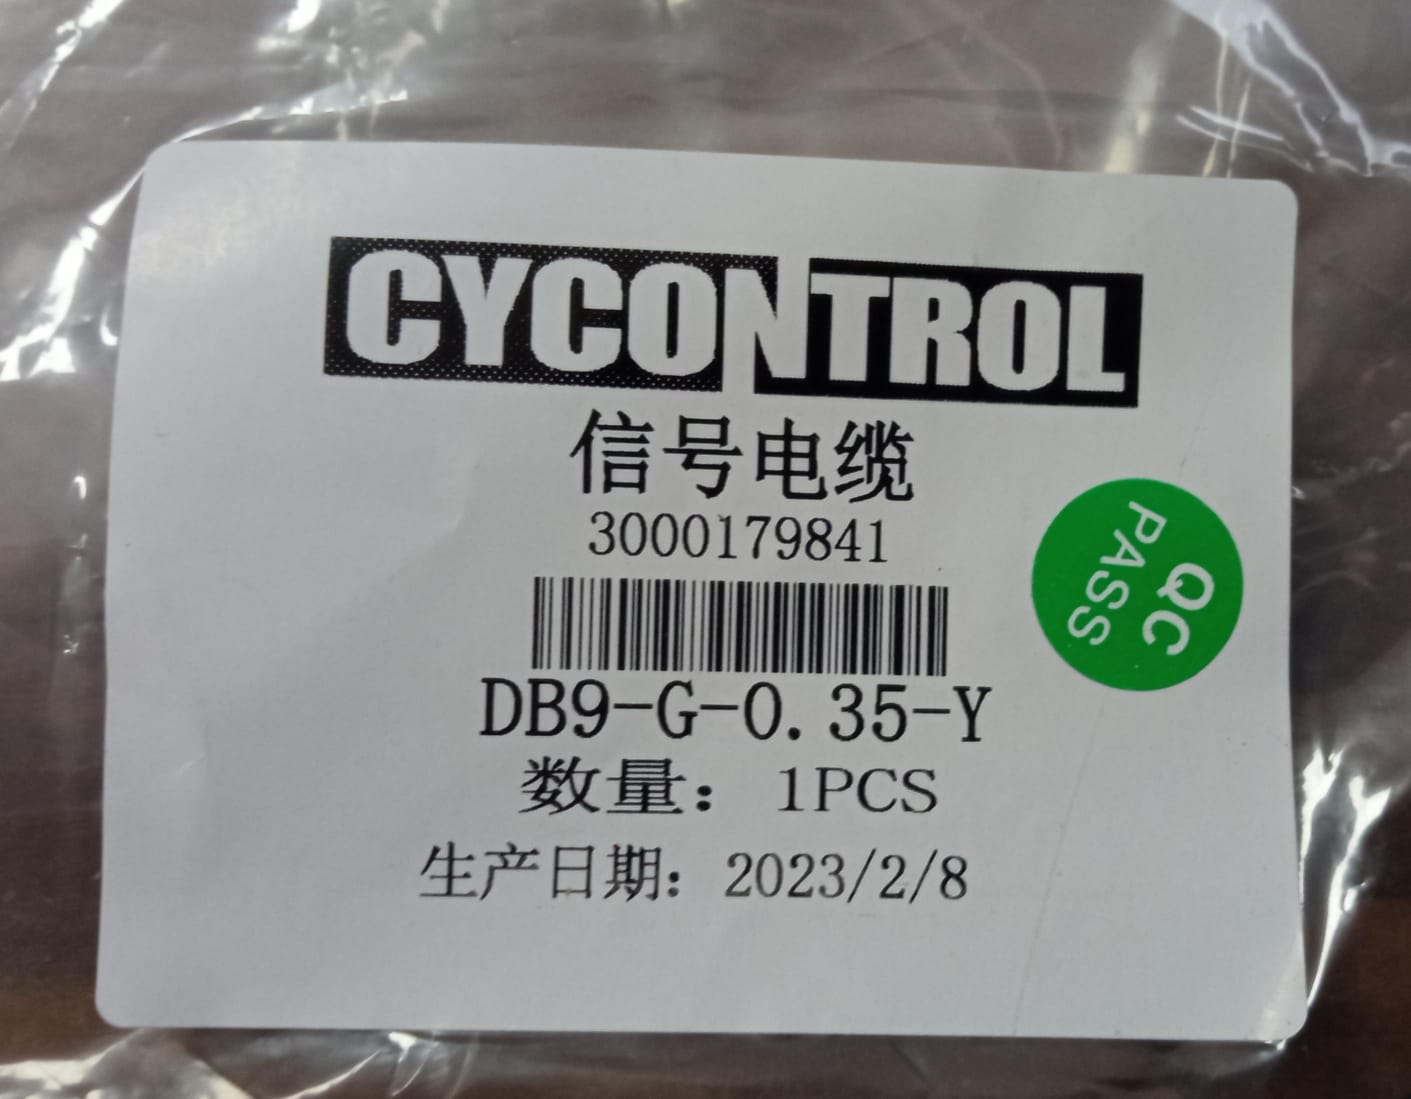 CYCONTROL
信号电缆
3000179841
DB9-G-0.35-Y
数量: 1PCS
生产日期: 2023/2/8
QC
PASS